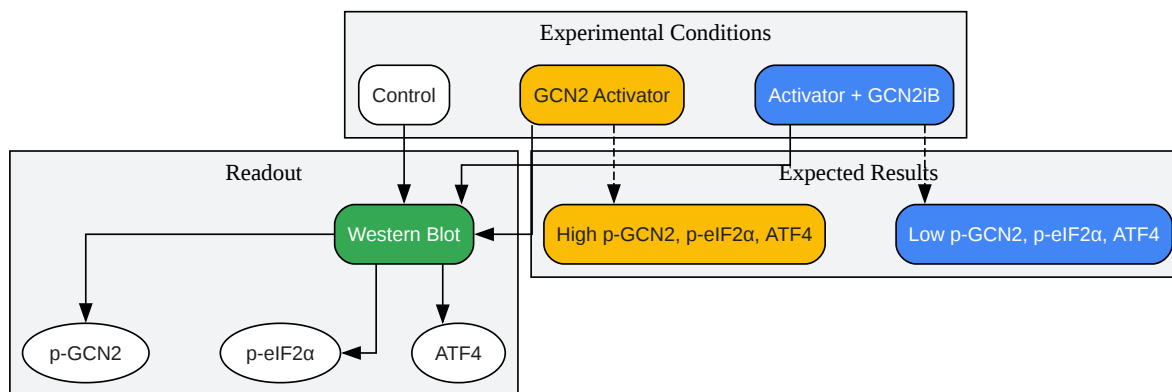 Experimental Conditions
Control
GCN2 Activator
Activator + GCN2iB
Readout
Expected Results
Western Blot
High p-GCN2, p-eIF2α, ATF4
Low p-GCN2, p-eIF2α, ATF4
p-GCN2
p-eIF2α
ATF4